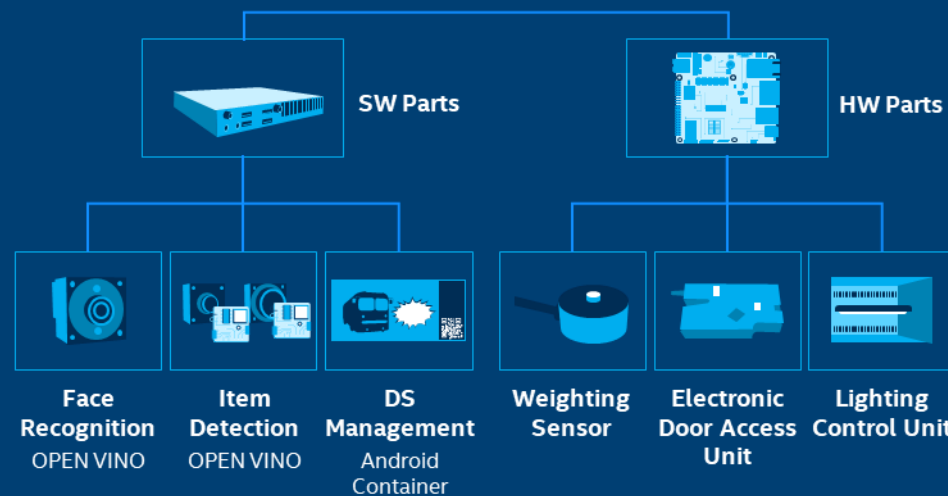 SW Parts
HW Parts
Face
Recognition
OPEN VINO
Item
Detection
OPEN VINO
DS
Management
Android
Container
Weighting
Sensor
Electronic
Door Access
Unit
Lighting
Control Unit